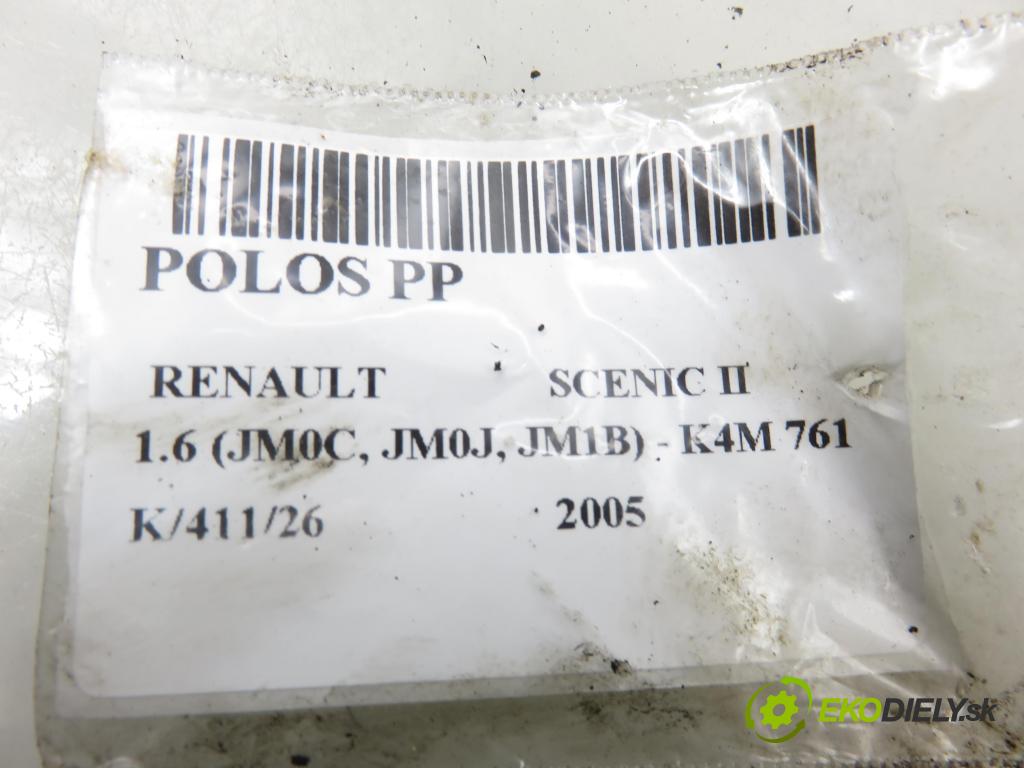 POLOS PP
RENAULT SCENIC II
1.6 (JM0C, JM0J, JM1B) - K4M 761
K/411/26 2005
EKODIELY.sk